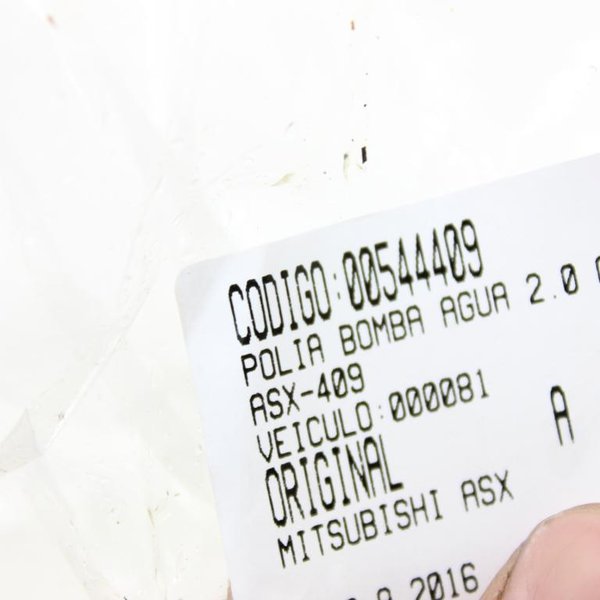 CODIGO:00544409
POLIA BOMBA AGUA 2.0
ASX-409
VEICULO:000081
A
ORIGINAL
MITSUBISHI ASX
2016